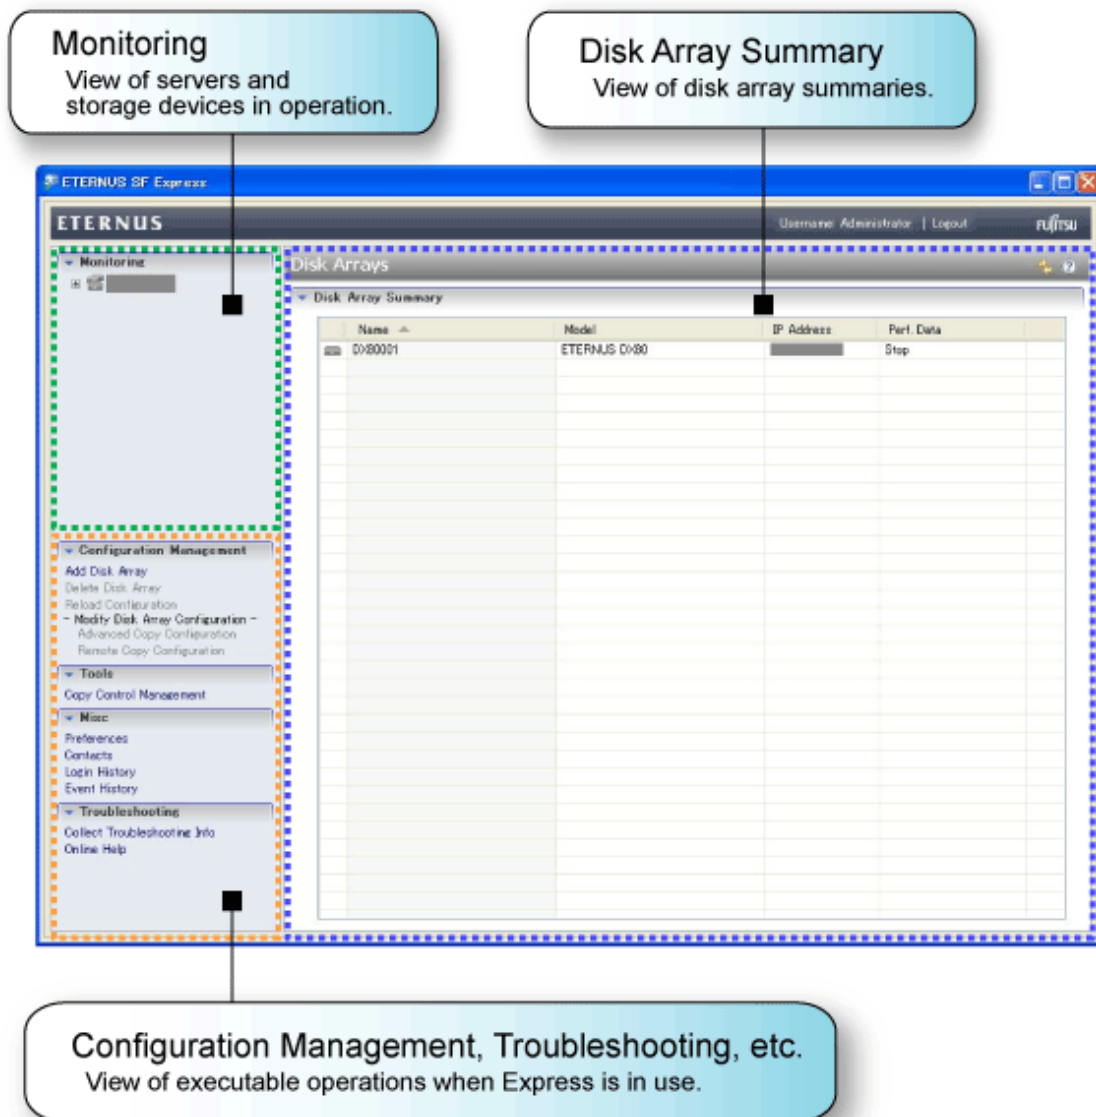 Monitoring
View of servers and
storage devices in operation.
Disk Array Summary
View of disk array summaries.
ETERNUS SF Express
ETERNUS
Username: Administrator | Logout
FUJITSU
Monitoring
Disk Arrays
Disk Array Summary
Name Model IP Address Perf. Data
DX80001 ETERNUS DX80 Stop
Configuration Management
Add Disk Array
Delete Disk Array
Reload Configuration
- Modify Disk Array Configuration -
Advanced Copy Configuration
Remote Copy Configuration
Tools
Copy Control Management
Misc
Preferences
Contacts
Login History
Event History
Troubleshooting
Collect Troubleshooting Info
Online Help
Configuration Management, Troubleshooting, etc.
View of executable operations when Express is in use.